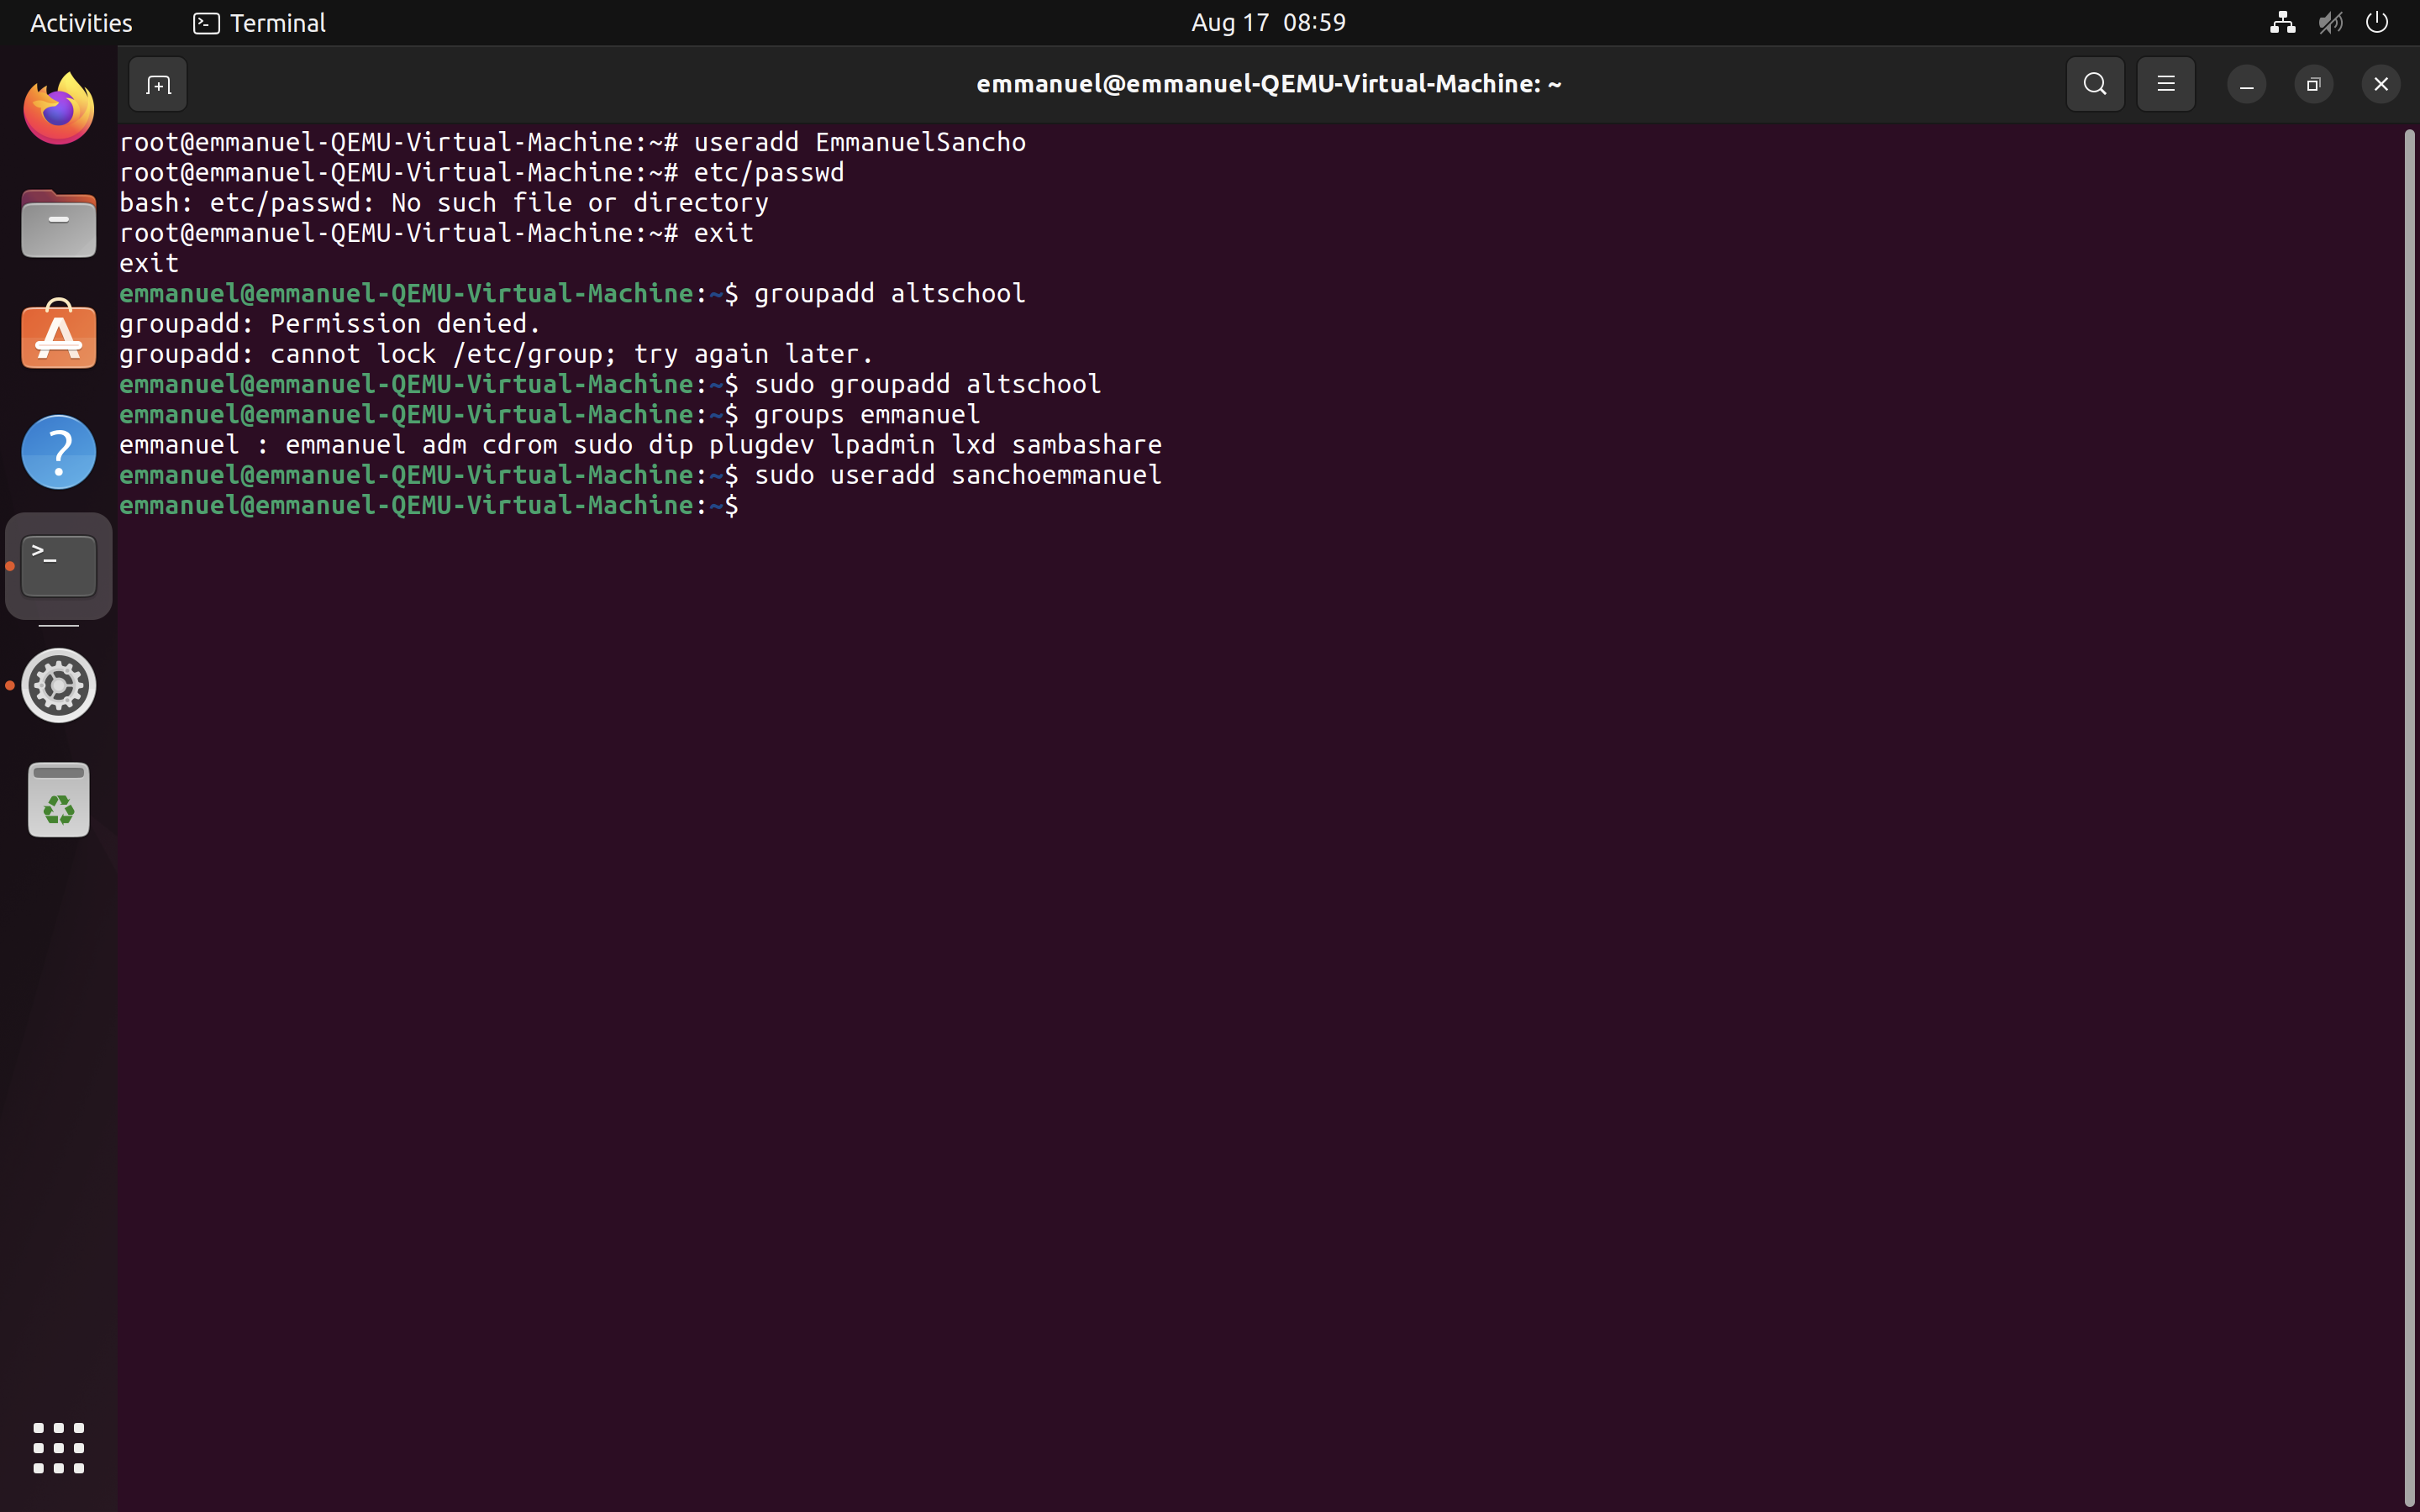 Activities Terminal Aug 17 08:59
emmanuel@emmanuel-QEMU-Virtual-Machine: ~
root@emmanuel-QEMU-Virtual-Machine:~# useradd EmmanuelSancho
root@emmanuel-QEMU-Virtual-Machine:~# etc/passwd
bash: etc/passwd: No such file or directory
root@emmanuel-QEMU-Virtual-Machine:~# exit
exit
emmanuel@emmanuel-QEMU-Virtual-Machine:~$ groupadd altschool
groupadd: Permission denied.
groupadd: cannot lock /etc/group; try again later.
emmanuel@emmanuel-QEMU-Virtual-Machine:~$ sudo groupadd altschool
emmanuel@emmanuel-QEMU-Virtual-Machine:~$ groups emmanuel
emmanuel : emmanuel adm cdrom sudo dip plugdev lpadmin lxd sambashare
emmanuel@emmanuel-QEMU-Virtual-Machine:~$ sudo useradd sanchoemmanuel
emmanuel@emmanuel-QEMU-Virtual-Machine:~$